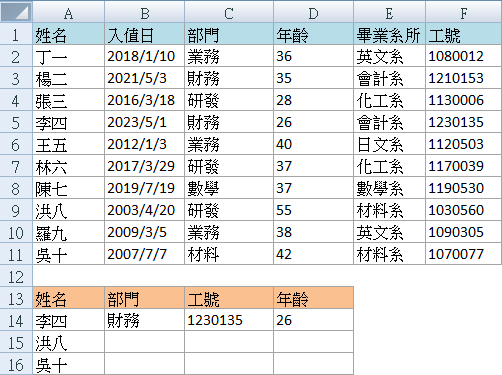 A B C D E F
1 姓名 入值日 部門 年齡 畢業系所 工號
2 丁一 2018/1/10 業務 36 英文系 1080012
3 楊二 2021/5/3 財務 35 會計系 1210153
4 張三 2016/3/18 研發 28 化工系 1130006
5 李四 2023/5/1 財務 26 會計系 1230135
6 王五 2012/1/3 業務 40 日文系 1120503
7 林六 2017/3/29 研發 37 化工系 1170039
8 陳七 2019/7/19 數學 37 數學系 1190530
9 洪八 2003/4/20 研發 55 材料系 1030560
10 羅九 2009/3/5 業務 38 英文系 1090305
11 吳十 2007/7/7 材料 42 材料系 1070077
12
13 姓名 部門 工號 年齡
14 李四 財務 1230135 26
15 洪八
16 吳十